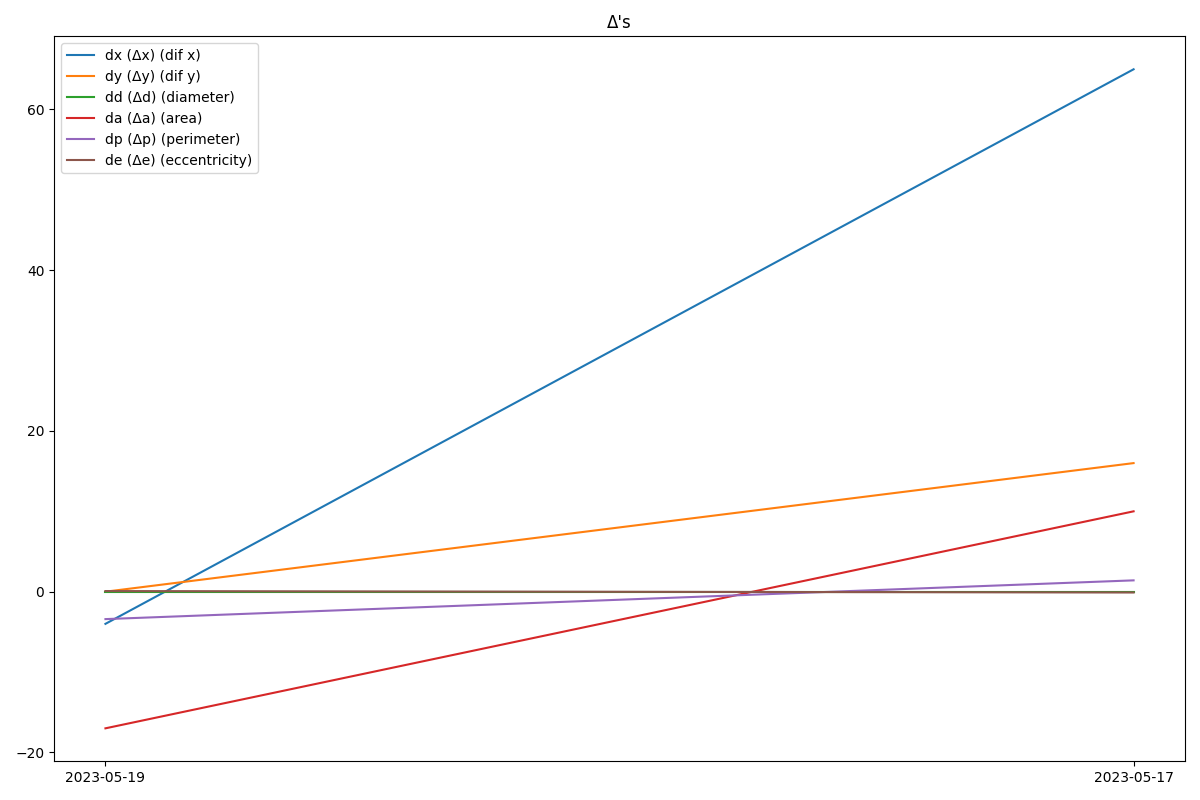 Δ's
dx (Δx) (dif x)
dy (Δy) (dif y)
dd (Δd) (diameter)
da (Δa) (area)
dp (Δp) (perimeter)
de (Δe) (eccentricity)
60
40
20
0
−20
2023-05-19
2023-05-17